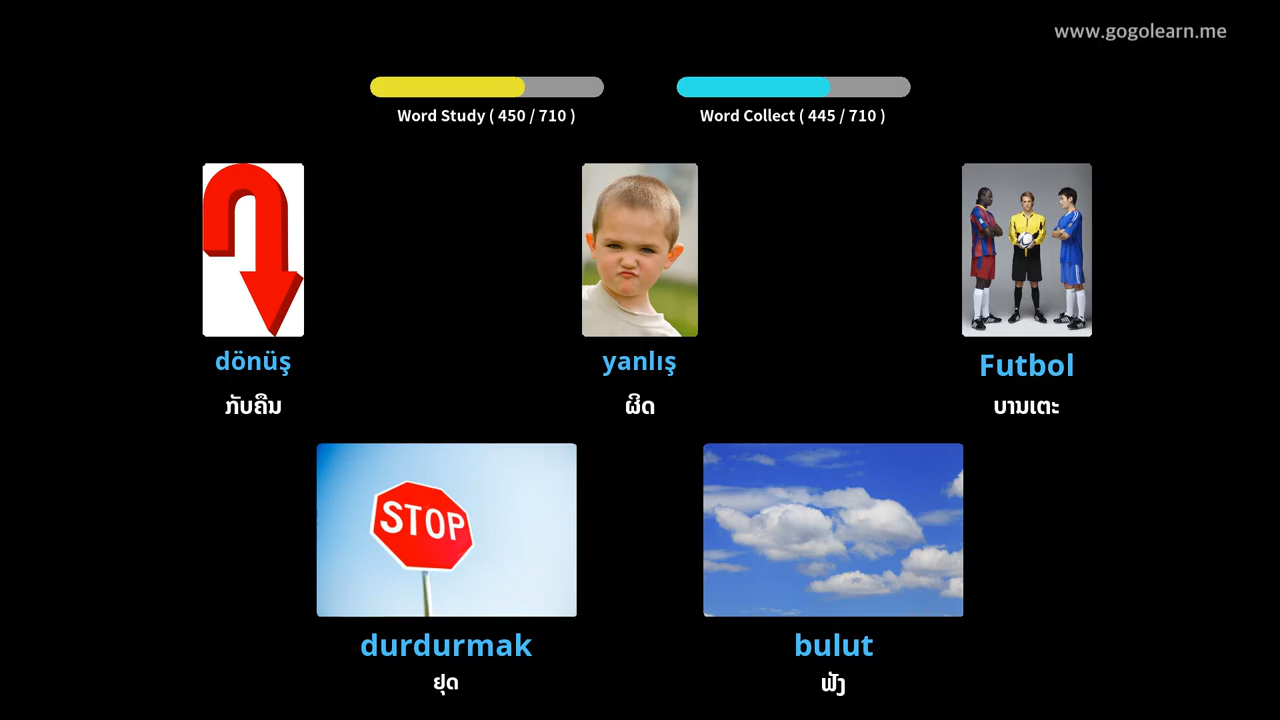 www.gogolearn.me
Word Study ( 450 / 710 )
Word Collect ( 445 / 710 )
dönüş
ກັບຄືນ
yanlış
ຜິດ
Futbol
ບານເຕະ
STOP
durdurmak
ຢຸດ
bulut
ຟັງ